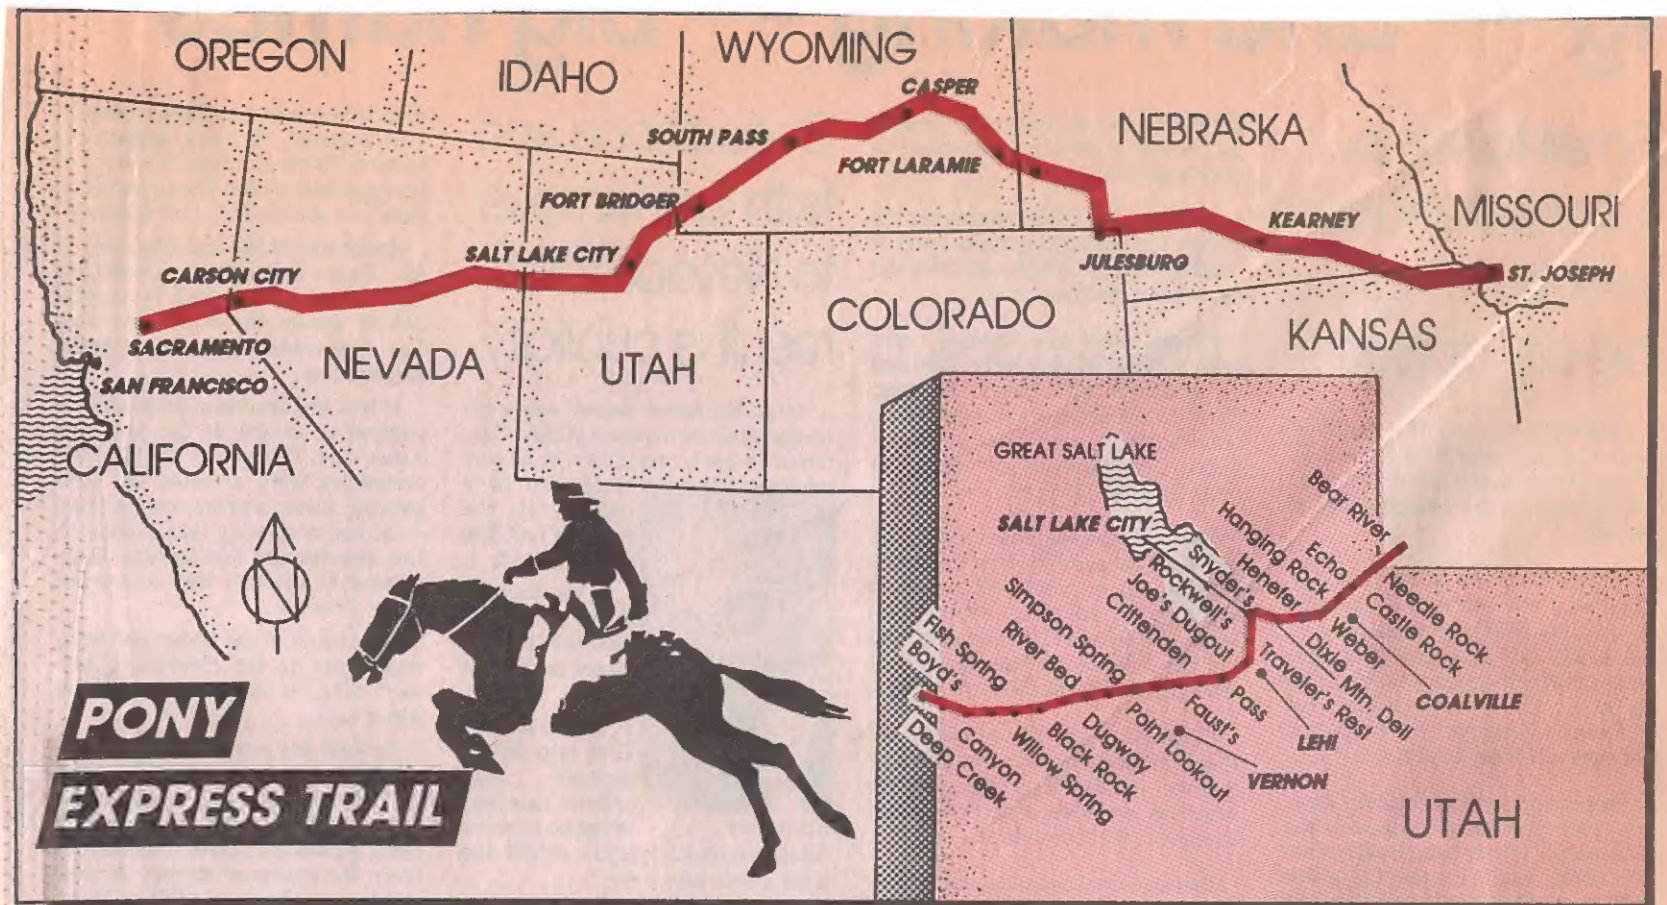 OREGON
IDAHO
WYOMING
CASPER
NEBRASKA
SOUTH PASS
FORT LARAMIE
FORT BRIDGER
MISSOURI
KEARNEY
SALT LAKE CITY
JULESBURG
ST. JOSEPH
CARSON CITY
COLORADO
KANSAS
SACRAMENTO
NEVADA
UTAH
SAN FRANCISCO
CALIFORNIA
N
PONY
EXPRESS TRAIL
GREAT SALT LAKE
SALT LAKE CITY
Bear River
Needle Rock
Castle Rock
Echo
Hanging Rock
Weber
Henefer
Dixie Mtn. Dell
Snyder's
Traveler's Rest
Rockwell's
Joe's Dugout
Pass
Crittenden
Faust's
Point Lookout
Simpson Spring
Dugway
River Bed
Black Rock
Fish Spring
Willow Spring
Boyd's
Canyon
Deep Creek
COALVILLE
LEHI
VERNON
UTAH